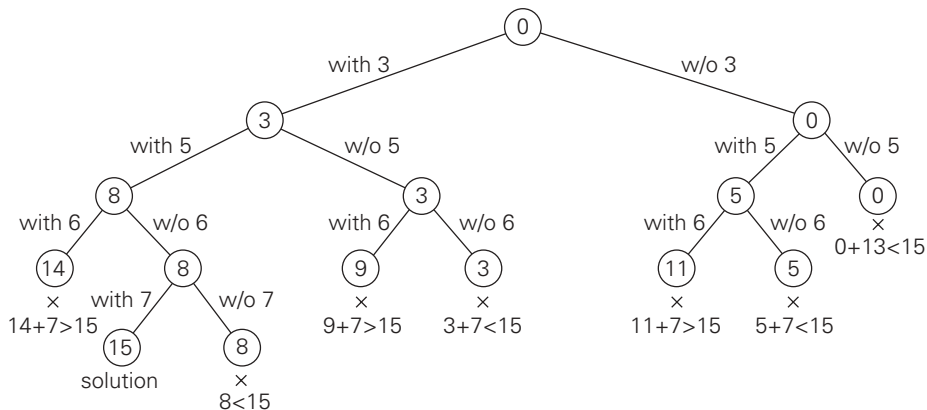 0
with 3
w/o 3
3
0
with 5
w/o 5
with 5
w/o 5
8
3
5
0
with 6
w/o 6
with 6
w/o 6
with 6
w/o 6
×
0+13<15
14
8
9
3
11
5
×
with 7
w/o 7
×
×
×
×
14+7>15
9+7>15
3+7<15
11+7>15
5+7<15
15
8
solution
×
8<15